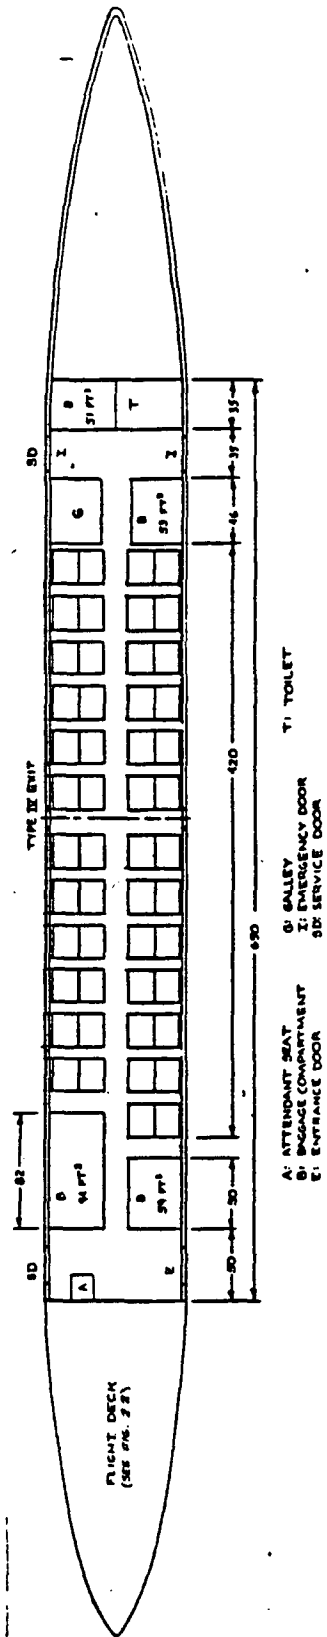 SD
B
51 FT³
T
I
I
G
B
53 FT³
TYPE III EXIT
35
35
46
420
650
82
B
94 FT³
B
59 FT³
50
50
SD
A
E
FLIGHT DECK
(SEE FIG. 2.2)
A: ATTENDANT SEAT
B: BAGGAGE COMPARTMENT
E: ENTRANCE DOOR
G: GALLEY
I: EMERGENCY DOOR
SD: SERVICE DOOR
T: TOILET